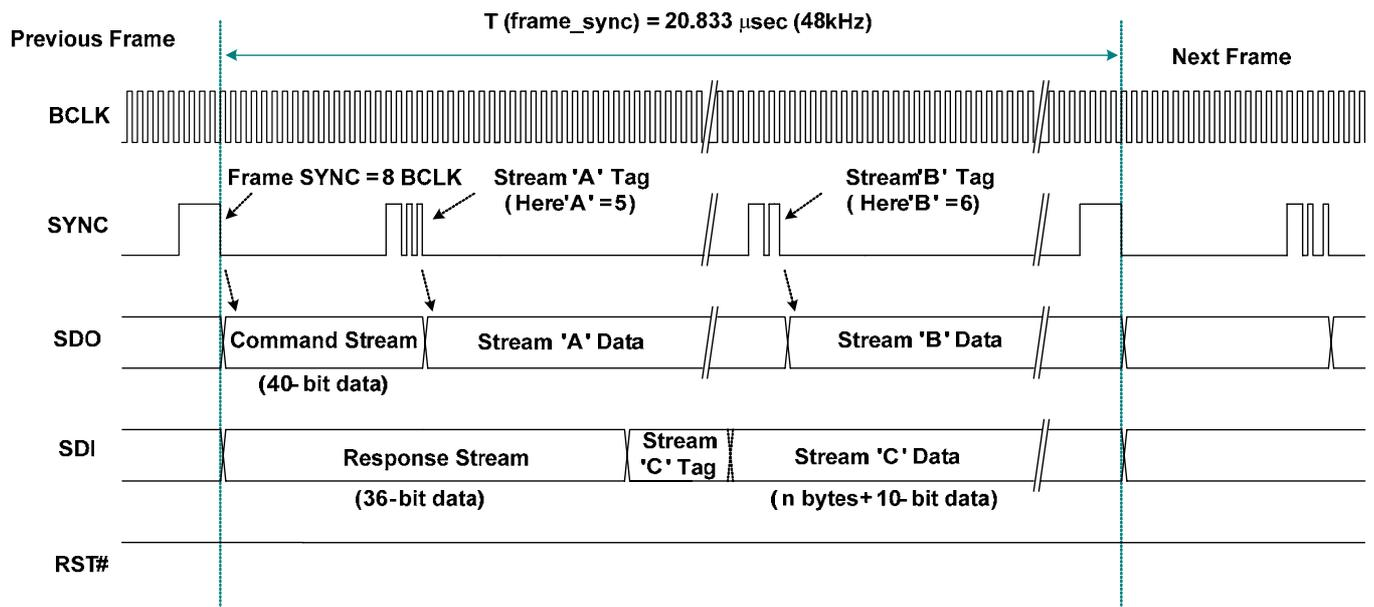 T (frame_sync) = 20.833 μsec (48kHz)
Previous Frame
Next Frame
BCLK
Frame SYNC = 8 BCLK
Stream 'A' Tag
(Here'A' = 5)
Stream'B' Tag
( Here'B' = 6)
SYNC
SDO
Command Stream
Stream 'A' Data
Stream 'B' Data
(40- bit data)
SDI
Response Stream
Stream
'C' Tag
Stream 'C' Data
(36-bit data)
( n bytes+ 10- bit data)
RST#